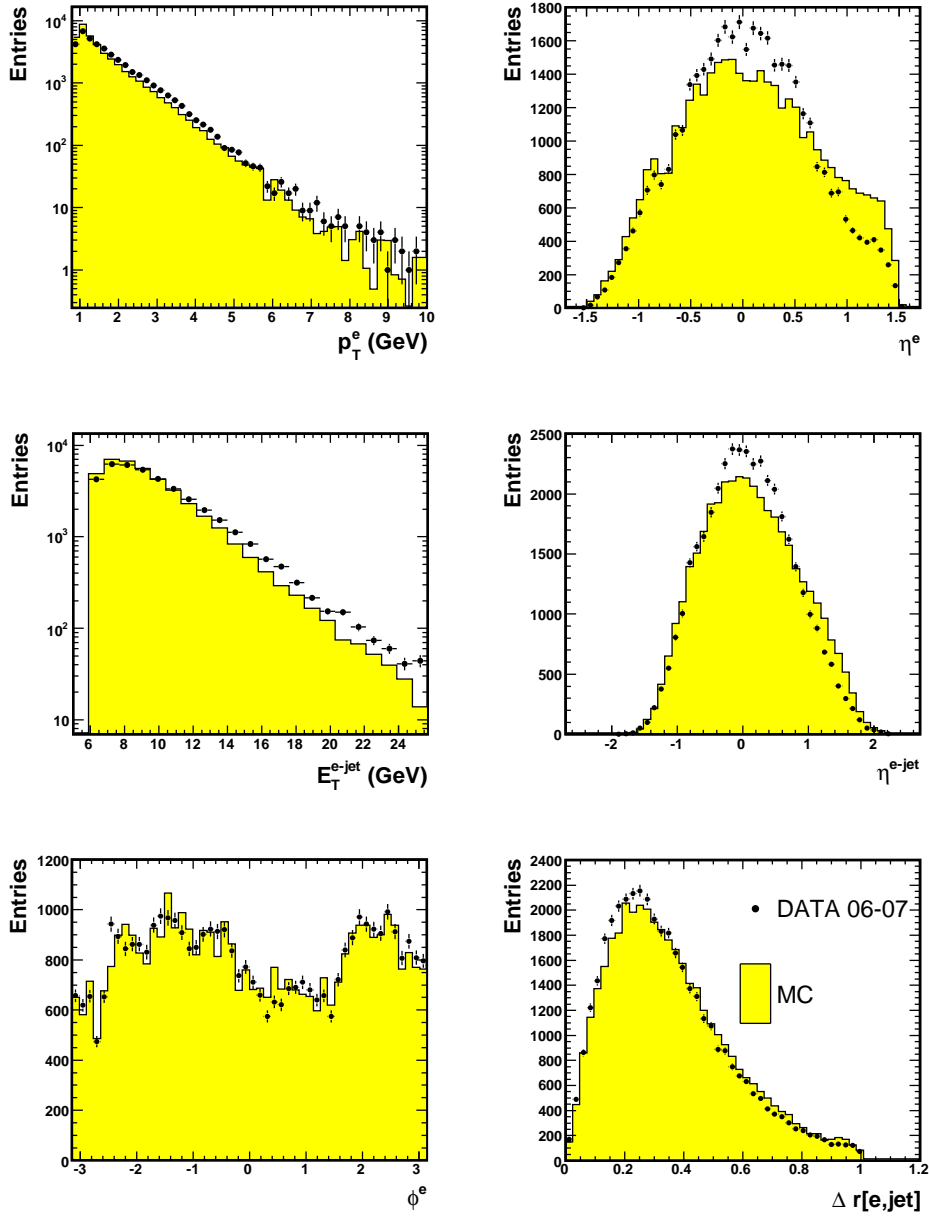 Entries
10⁴
10³
10²
10
1
1 2 3 4 5 6 7 8 9 10
p_T^e (GeV)
Entries
1800
1600
1400
1200
1000
800
600
400
200
0
-1.5 -1 -0.5 0 0.5 1 1.5
η^e
Entries
10⁴
10³
10²
10
6 8 10 12 14 16 18 20 22 24
E_T^e-jet (GeV)
Entries
2500
2000
1500
1000
500
0
-2 -1 0 1 2
η^e-jet
Entries
1200
1000
800
600
400
200
0
-3 -2 -1 0 1 2 3
ϕ^e
Entries
2400
2200
2000
1800
1600
1400
1200
1000
800
600
400
200
0
DATA 06-07
MC
0 0.2 0.4 0.6 0.8 1 1.2
Δ r[e,jet]